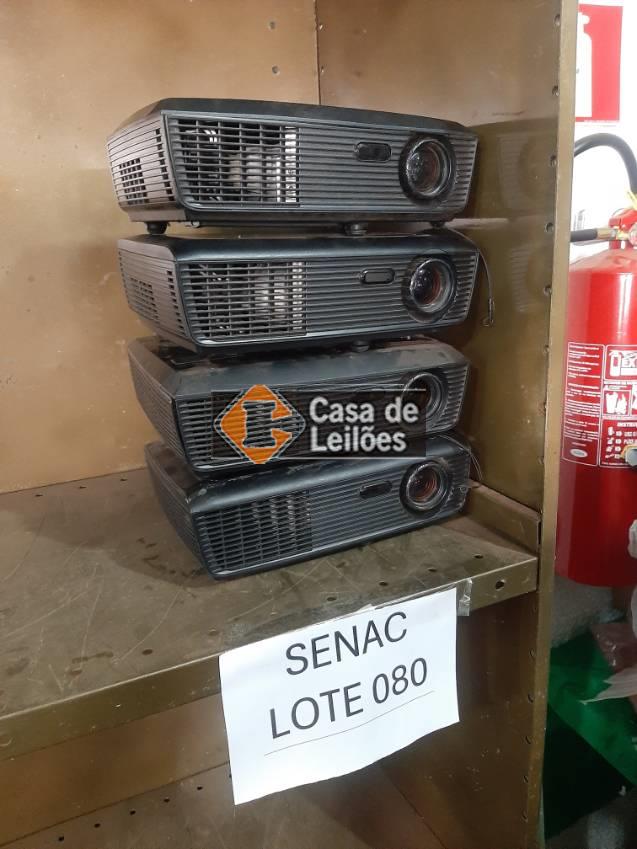 Casa de
Leilões
SENAC
LOTE 080